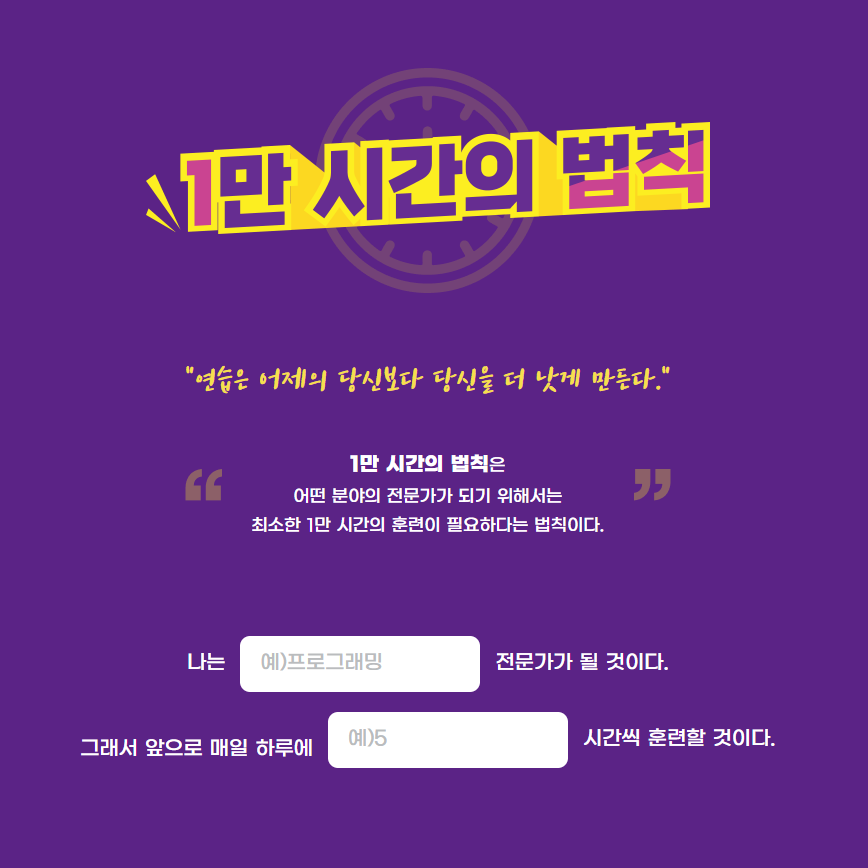 1만 시간의 법칙
"연습은 어제의 당신보다 당신을 더 낫게 만든다."
1만 시간의 법칙은
“ 어떤 분야의 전문가가 되기 위해서는 ”
최소한 1만 시간의 훈련이 필요하다는 법칙이다.
나는 예)프로그래밍 전문가가 될 것이다.
그래서 앞으로 매일 하루에 예)5 시간씩 훈련할 것이다.